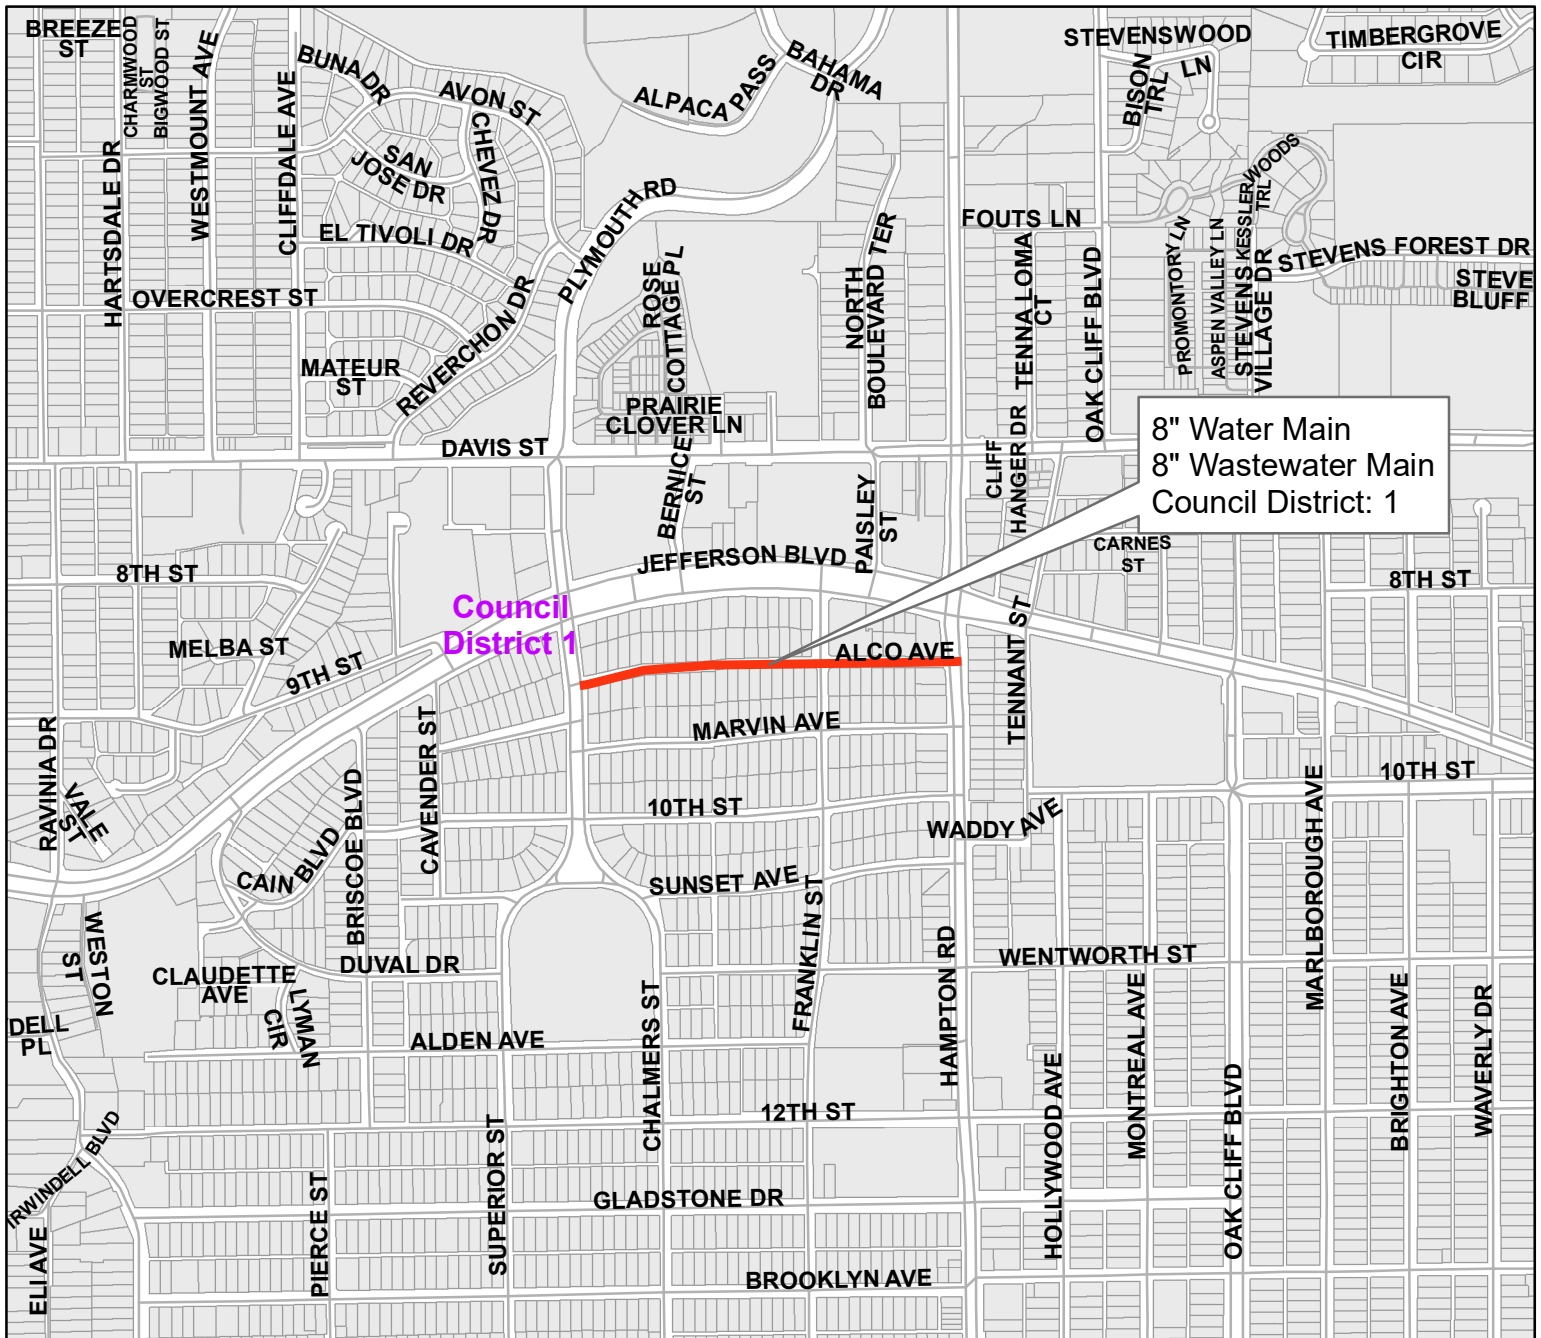 BREEZE
ST
CHARMWOOD
ST
BIGWOOD ST
WESTMOUNT AVE
CLIFFDALE AVE
BUNA DR
AVON ST
CHEVEZ DR
SAN
JOSE DR
ALPACA PASS
BAHAMA
DR
STEVENSWOOD
LN
BISON
TRL
TIMBERGROVE
CIR
HARTSDALE DR
EL TIVOLI DR
PLYMOUTH RD
OVERCREST ST
REVERCHON DR
MATEUR
ST
ROSE
COTTAGE PL
NORTH
BOULEVARD TER
FOUTS LN
TENNA LOMA
CT
OAK CLIFF BLVD
PROMONTORY LN
ASPEN VALLEY LN
KESSLER WOODS
TRL
STEVENS
VILLAGE DR
STEVENS FOREST DR
STEVE
BLUFF
PRAIRIE
CLOVER LN
DAVIS ST
BERNICE
ST
PAISLEY
ST
CLIFF
HANGER DR
8" Water Main
8" Wastewater Main
Council District: 1
CARNES
ST
8TH ST
8TH ST
JEFFERSON BLVD
Council
District 1
MELBA ST
9TH ST
ALCO AVE
TENNANT ST
MARVIN AVE
RAVINIA DR
VALE
ST
CAVENDER ST
BRISCOE BLVD
CAIN BLVD
10TH ST
10TH ST
WADDY AVE
MARLBOROUGH AVE
SUNSET AVE
FRANKLIN ST
WESTON
ST
CLAUDETTE
AVE
LYMAN
CIR
DUVAL DR
HAMPTON RD
WENTWORTH ST
DELL
PL
ALDEN AVE
CHALMERS ST
HOLLYWOOD AVE
MONTREAL AVE
OAK CLIFF BLVD
BRIGHTON AVE
WAVERLY DR
12TH ST
IRWINDELL BLVD
ELI AVE
PIERCE ST
SUPERIOR ST
GLADSTONE DR
BROOKLYN AVE